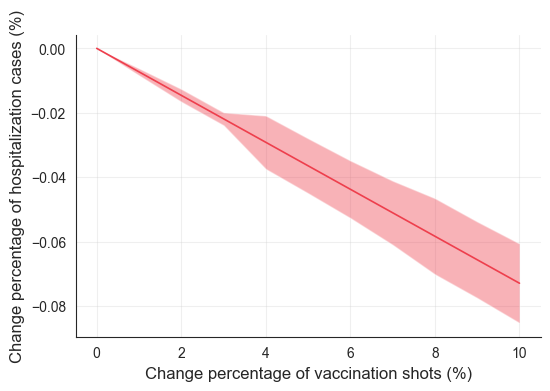 Change percentage of hospitalization cases (%)
0.00
−0.02
−0.04
−0.06
−0.08
0 2 4 6 8 10
Change percentage of vaccination shots (%)